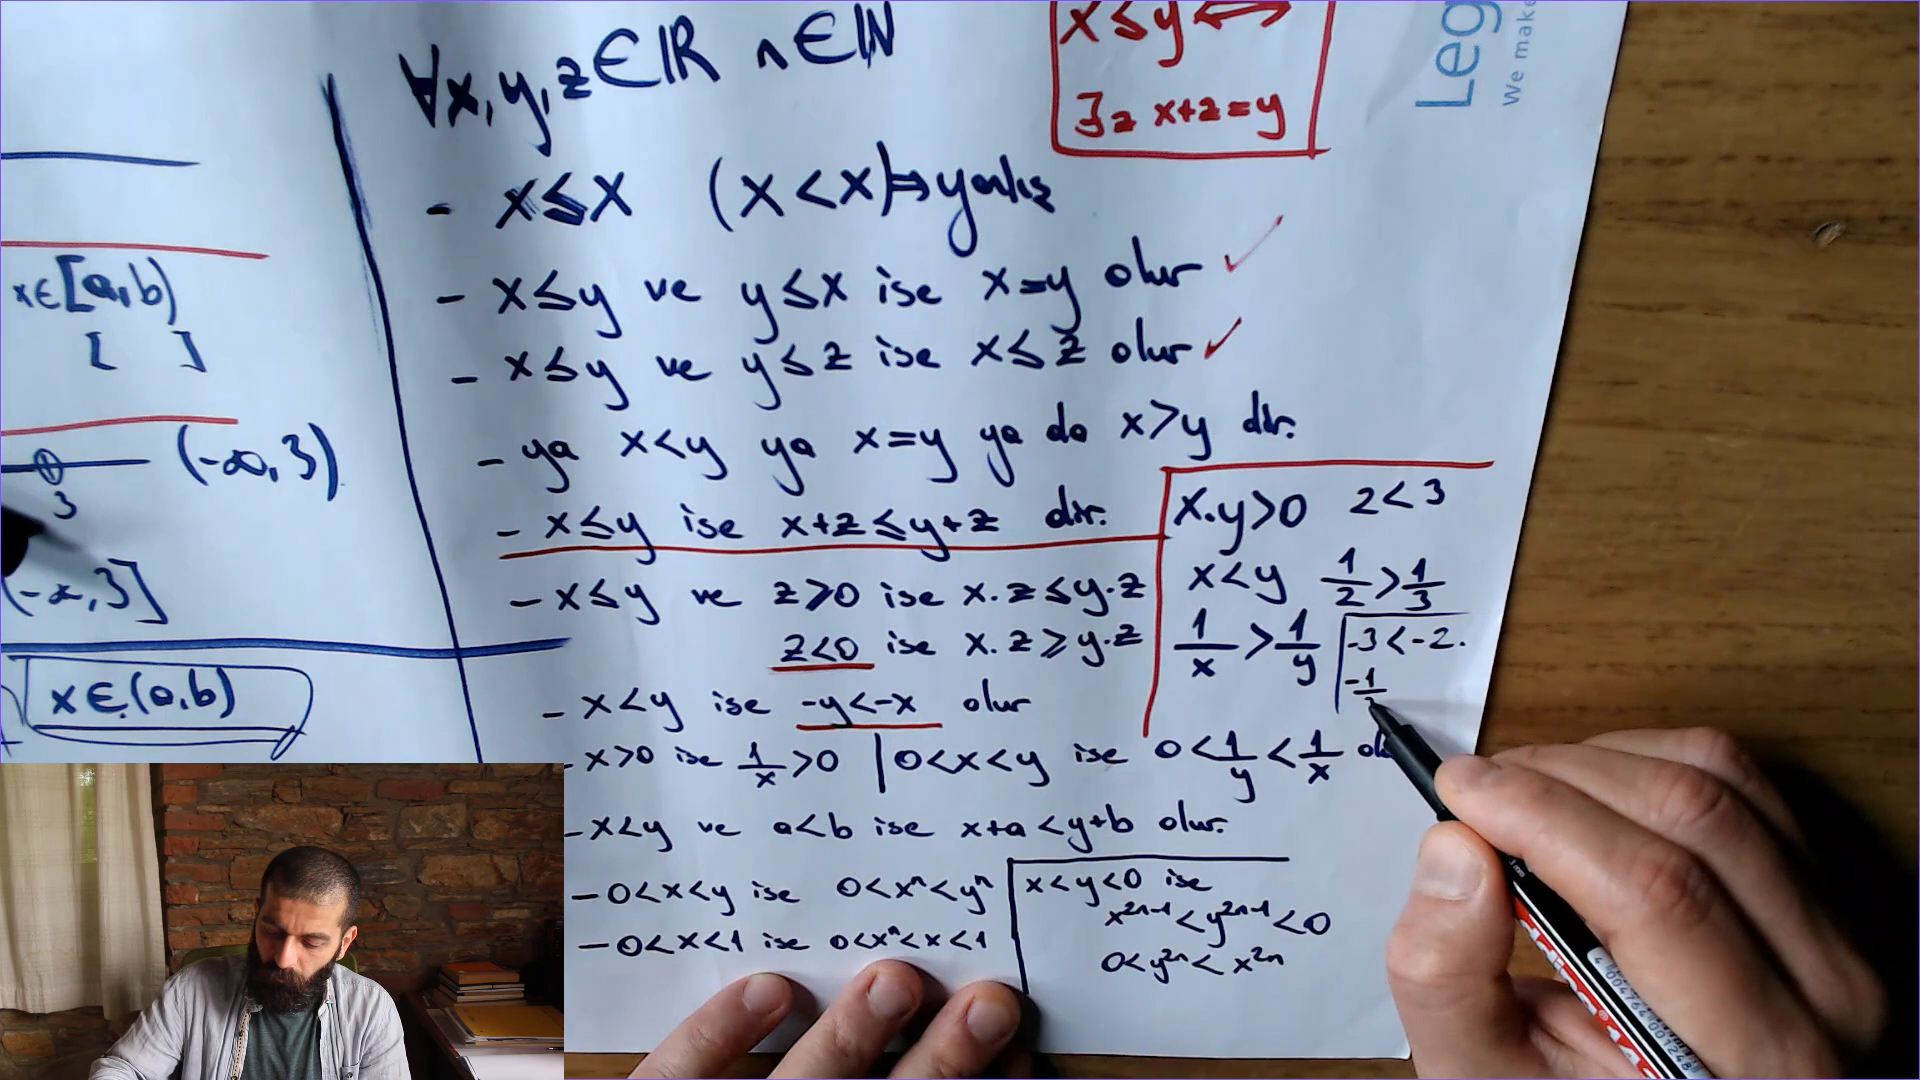 ∀x, y, z ∈ ℝ n ∈ ℕ
x ≤ y ↔
∃z x+z=y
- x ≤ x (x < x) ⇒ yanlış
- x ≤ y ve y ≤ x ise x = y olur ✓
- x ≤ y ve y ≤ z ise x ≤ z olur ✓
- ya x < y ya x = y ya da x > y dir.
- x ≤ y ise x+z ≤ y+z dir.
- x ≤ y ve z > 0 ise x.z ≤ y.z
z < 0 ise x.z ≥ y.z
- x < y ise -y < -x olur
- x > 0 ise 1/x > 0 | 0 < x < y ise 0 < 1/y < 1/x
- x < y ve a < b ise x+a < y+b olur.
- 0 < x < y ise 0 < xⁿ < yⁿ
- 0 < x < 1 ise 0 < xⁿ < x < 1
x < y < 0 ise
x²ⁿ⁻¹ < y²ⁿ⁻¹ < 0
0 < y²ⁿ < x²ⁿ
x.y > 0 2 < 3
x < y 1/2 > 1/3
1/x > 1/y
-3 < -2.
x ∈ [a, b)
[ ]
(-∞, 3)
3
(-∞, 3]
x ∈ (a, b)
Leg
We make